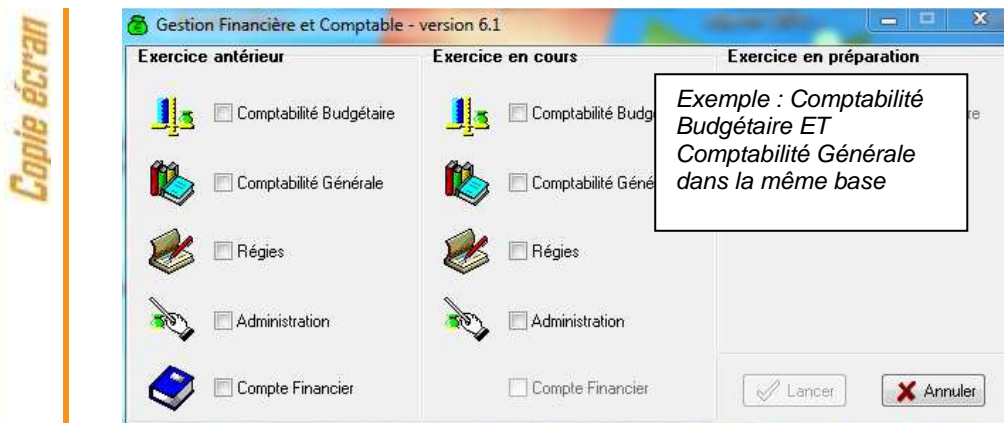 Copie écran
Gestion Financière et Comptable - version 6.1
Exercice antérieur
Comptabilité Budgétaire
Comptabilité Générale
Régies
Administration
Compte Financier
Exercice en cours
Comptabilité Budg
Comptabilité Géné
Régies
Administration
Compte Financier
Exercice en préparation
Exemple : Comptabilité
Budgétaire ET
Comptabilité Générale
dans la même base
re
Lancer
Annuler